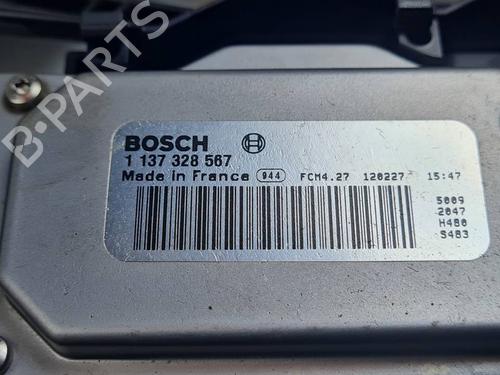 B-PARTS
BOSCH
1 137 328 567
Made in France 944 FCM4.27 120227 15:47
5009
2047
H480
S483